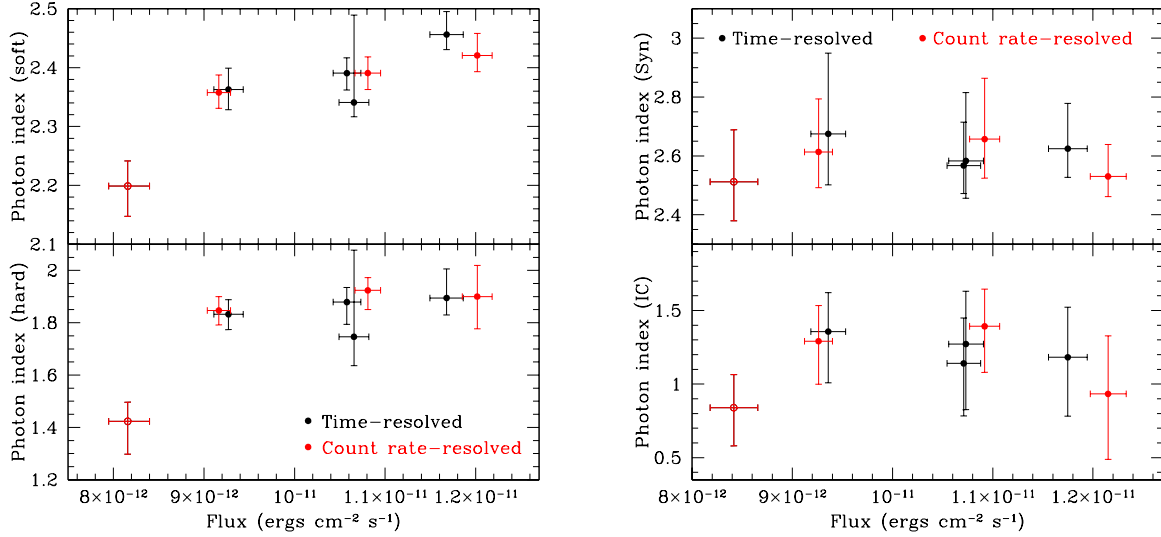 2.5
2.4
2.3
2.2
2.1
Photon index (soft)
2
1.8
1.6
1.4
1.2
Photon index (hard)
Time−resolved
Count rate−resolved
8×10⁻¹² 9×10⁻¹² 10⁻¹¹ 1.1×10⁻¹¹ 1.2×10⁻¹¹
Flux (ergs cm⁻² s⁻¹)
3
2.8
2.6
2.4
Photon index (Syn)
Time−resolved Count rate−resolved
1.5
1
0.5
Photon index (IC)
8×10⁻¹² 9×10⁻¹² 10⁻¹¹ 1.1×10⁻¹¹ 1.2×10⁻¹¹
Flux (ergs cm⁻² s⁻¹)